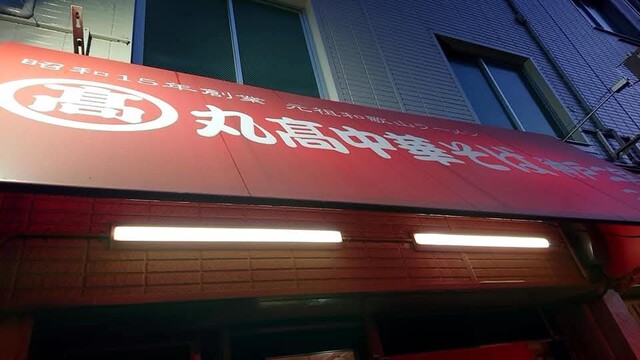 昭和15年創業 元祖和歌山ラーメン
髙 丸髙中華そば